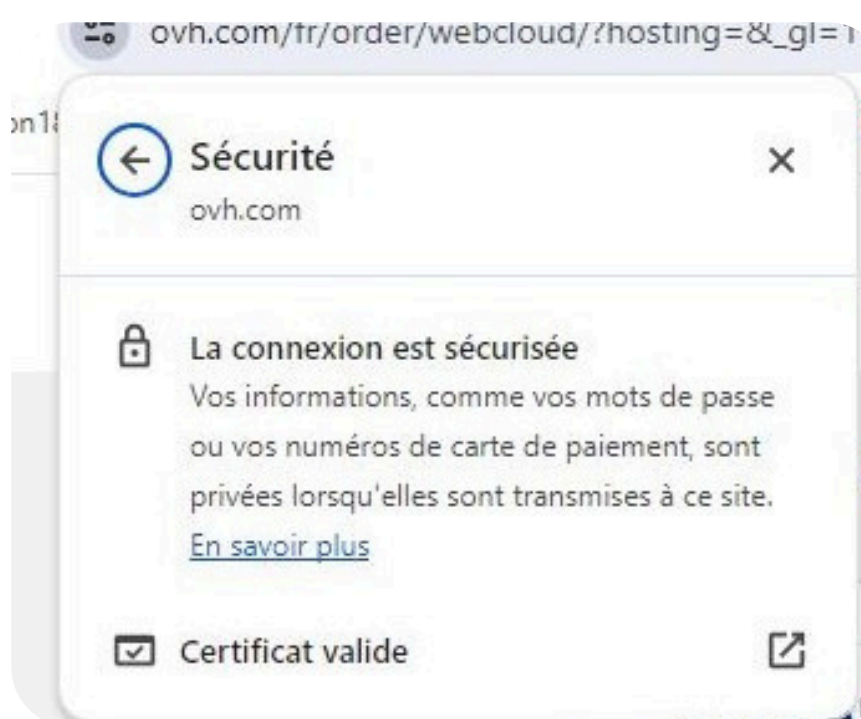 ovh.com/fr/order/webcloud/?hosting=&_gl=1
Sécurité
ovh.com
La connexion est sécurisée
Vos informations, comme vos mots de passe
ou vos numéros de carte de paiement, sont
privées lorsqu'elles sont transmises à ce site.
En savoir plus
Certificat valide